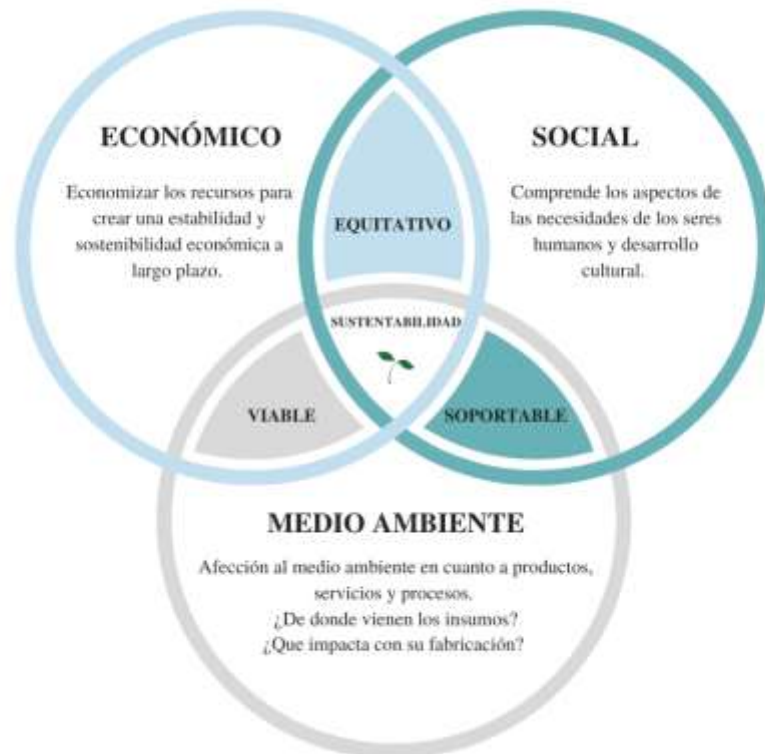 ECONÓMICO
Economizar los recursos para
crear una estabilidad y
sostenibilidad económica a
largo plazo.
SOCIAL
Comprende los aspectos de
las necesidades de los seres
humanos y desarrollo
cultural.
EQUITATIVO
SUSTENTABILIDAD
VIABLE
SOPORTABLE
MEDIO AMBIENTE
Afección al medio ambiente en cuanto a productos,
servicios y procesos.
¿De donde vienen los insumos?
¿Que impacta con su fabricación?